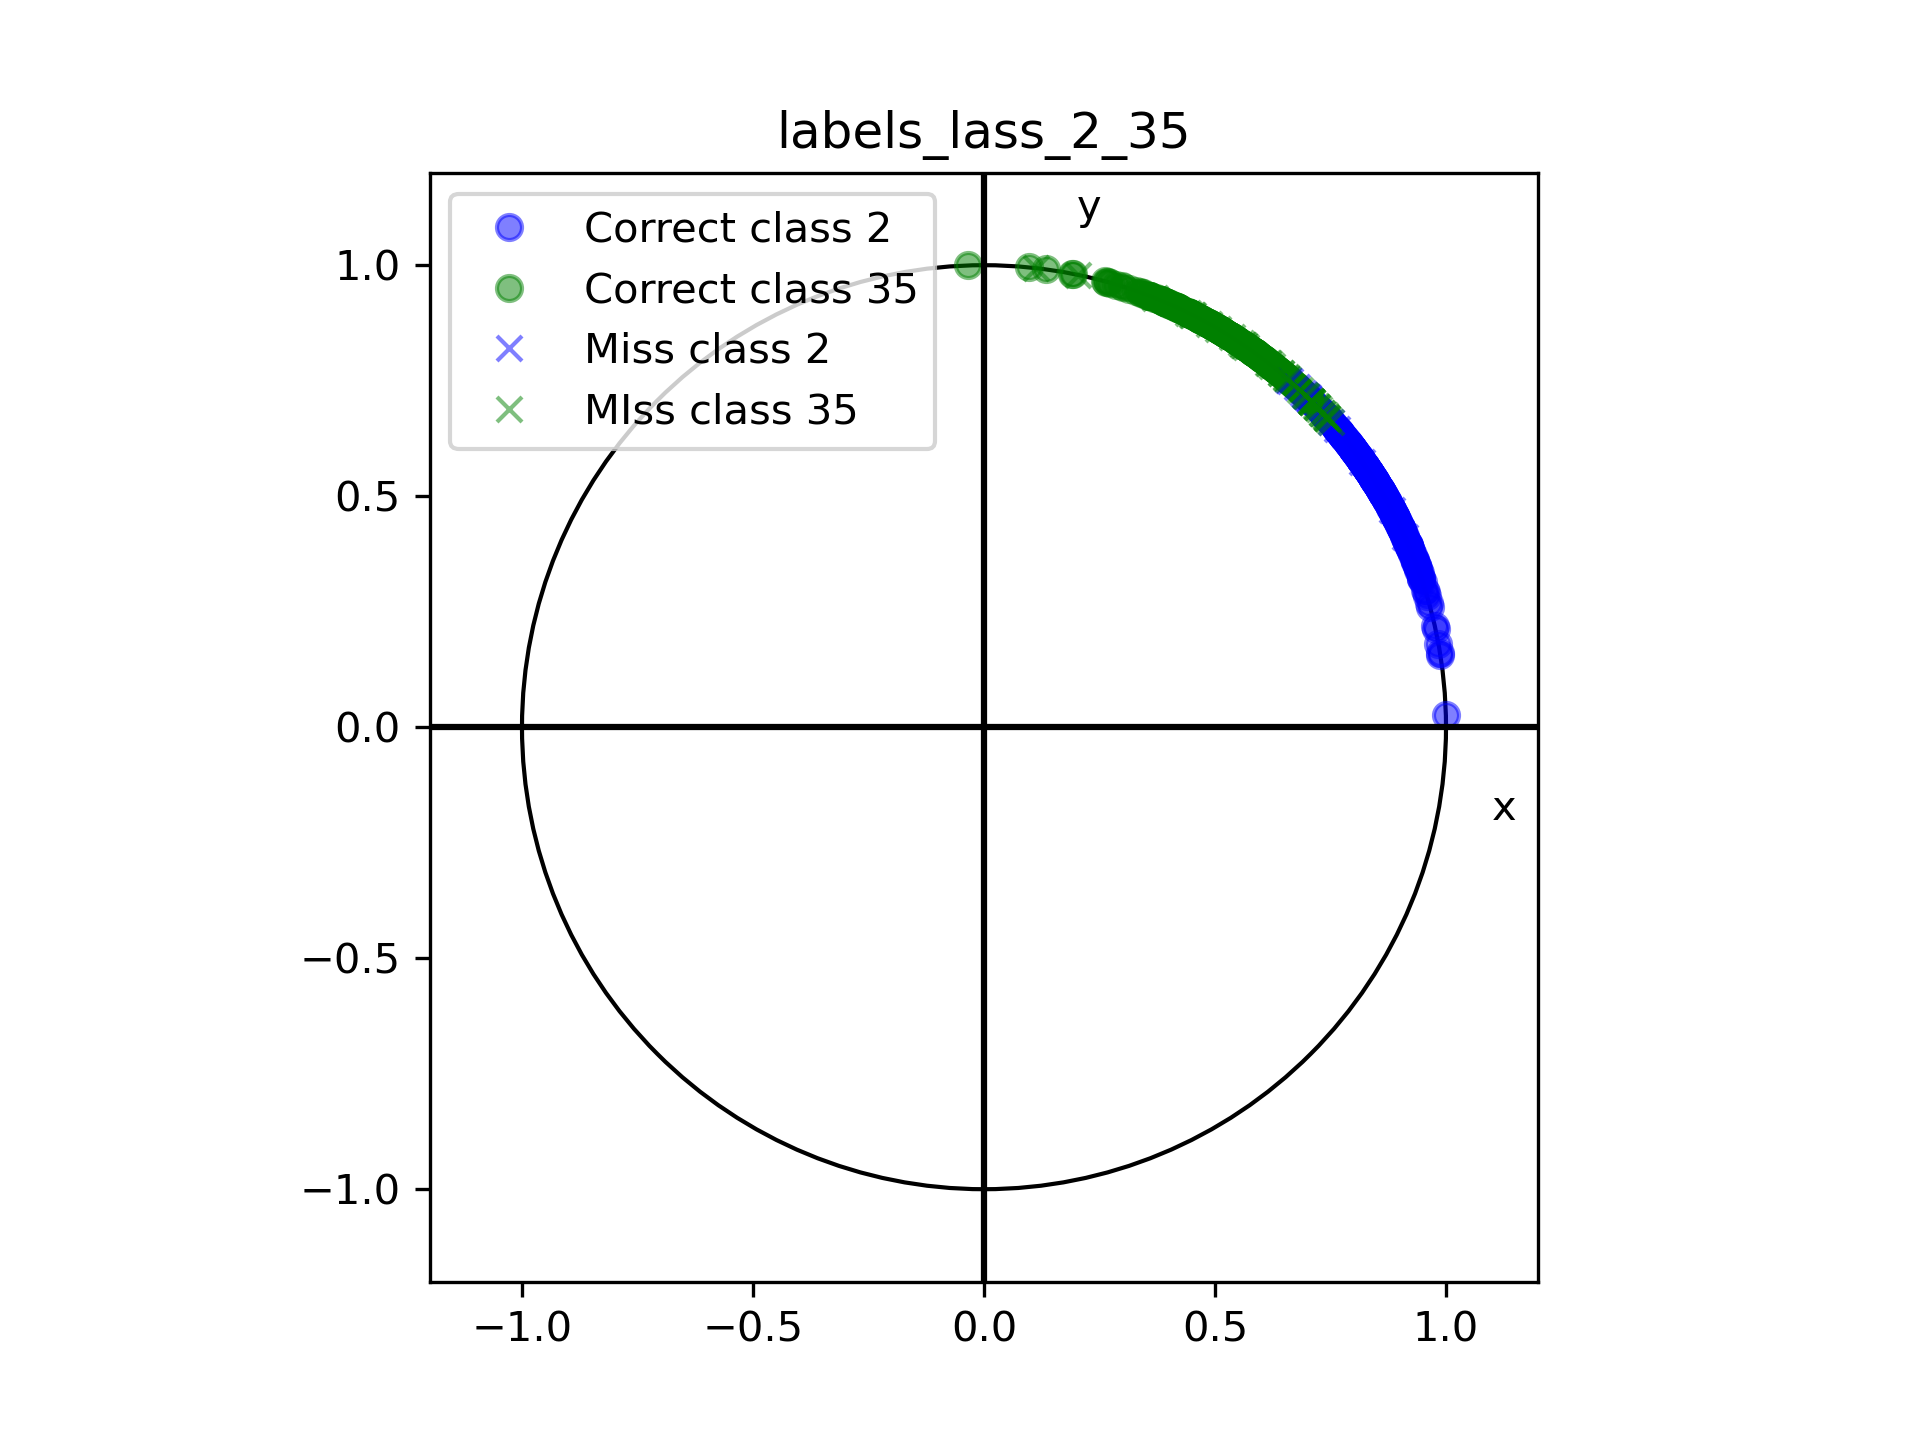 labels_lass_2_35
y
Correct class 2
Correct class 35
Miss class 2
MIss class 35
1.0
0.5
0.0
x
−0.5
−1.0
−1.0 −0.5 0.0 0.5 1.0